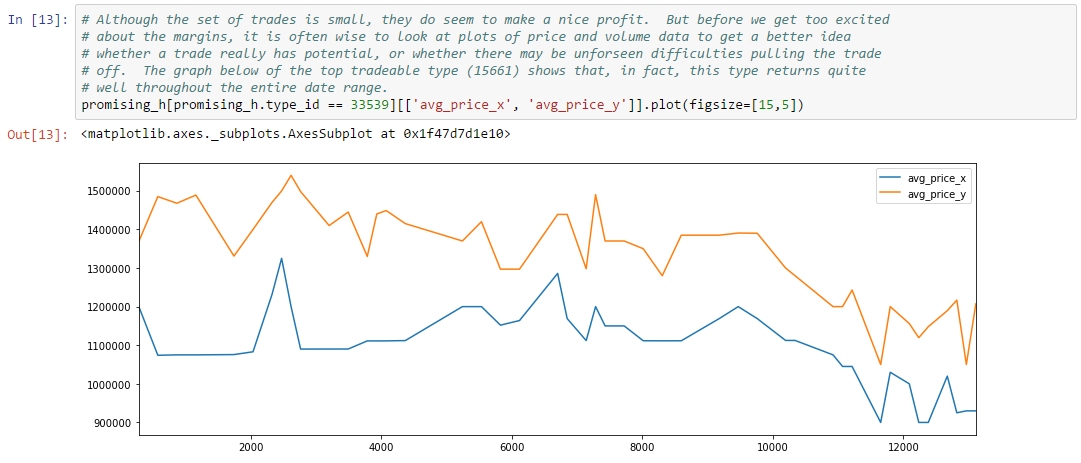 In [13]: # Although the set of trades is small, they do seem to make a nice profit.  But before we get too excited
# about the margins, it is often wise to look at plots of price and volume data to get a better idea
# whether a trade really has potential, or whether there may be unforseen difficulties pulling the trade
# off.  The graph below of the top tradeable type (15661) shows that, in fact, this type returns quite
# well throughout the entire date range.
promising_h[promising_h.type_id == 33539][['avg_price_x', 'avg_price_y']].plot(figsize=[15,5])
Out[13]: <matplotlib.axes._subplots.AxesSubplot at 0x1f47d7d1e10>
avg_price_x
avg_price_y
1500000
1400000
1300000
1200000
1100000
1000000
900000
2000 4000 6000 8000 10000 12000